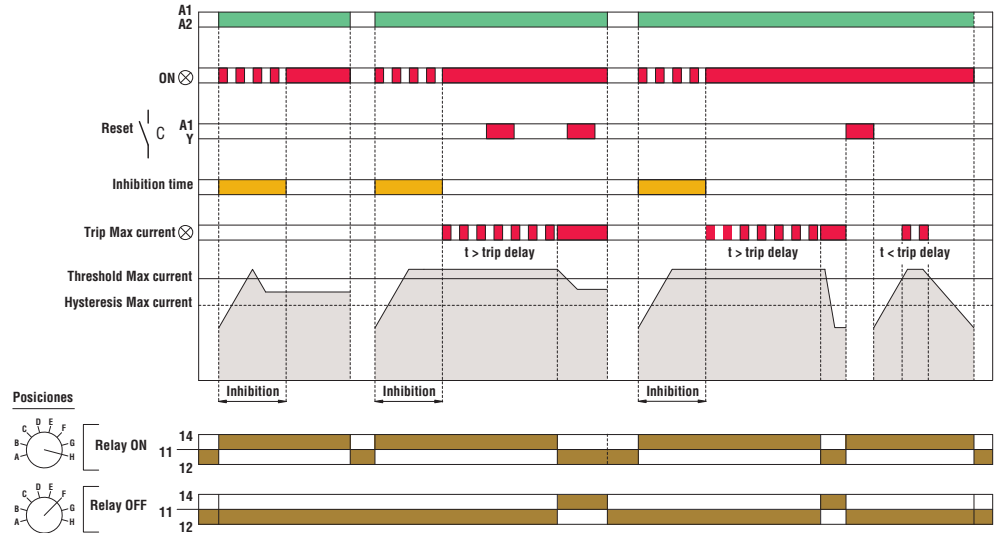 A1
A2
ON
Reset C A1
Y
Inhibition time
Trip Max current
t > trip delay t > trip delay t < trip delay
Threshold Max current
Hysteresis Max current
Inhibition Inhibition Inhibition
Posiciones
A B C D E F G H
Relay ON
14
11
12
A B C D E F G H
Relay OFF
14
11
12